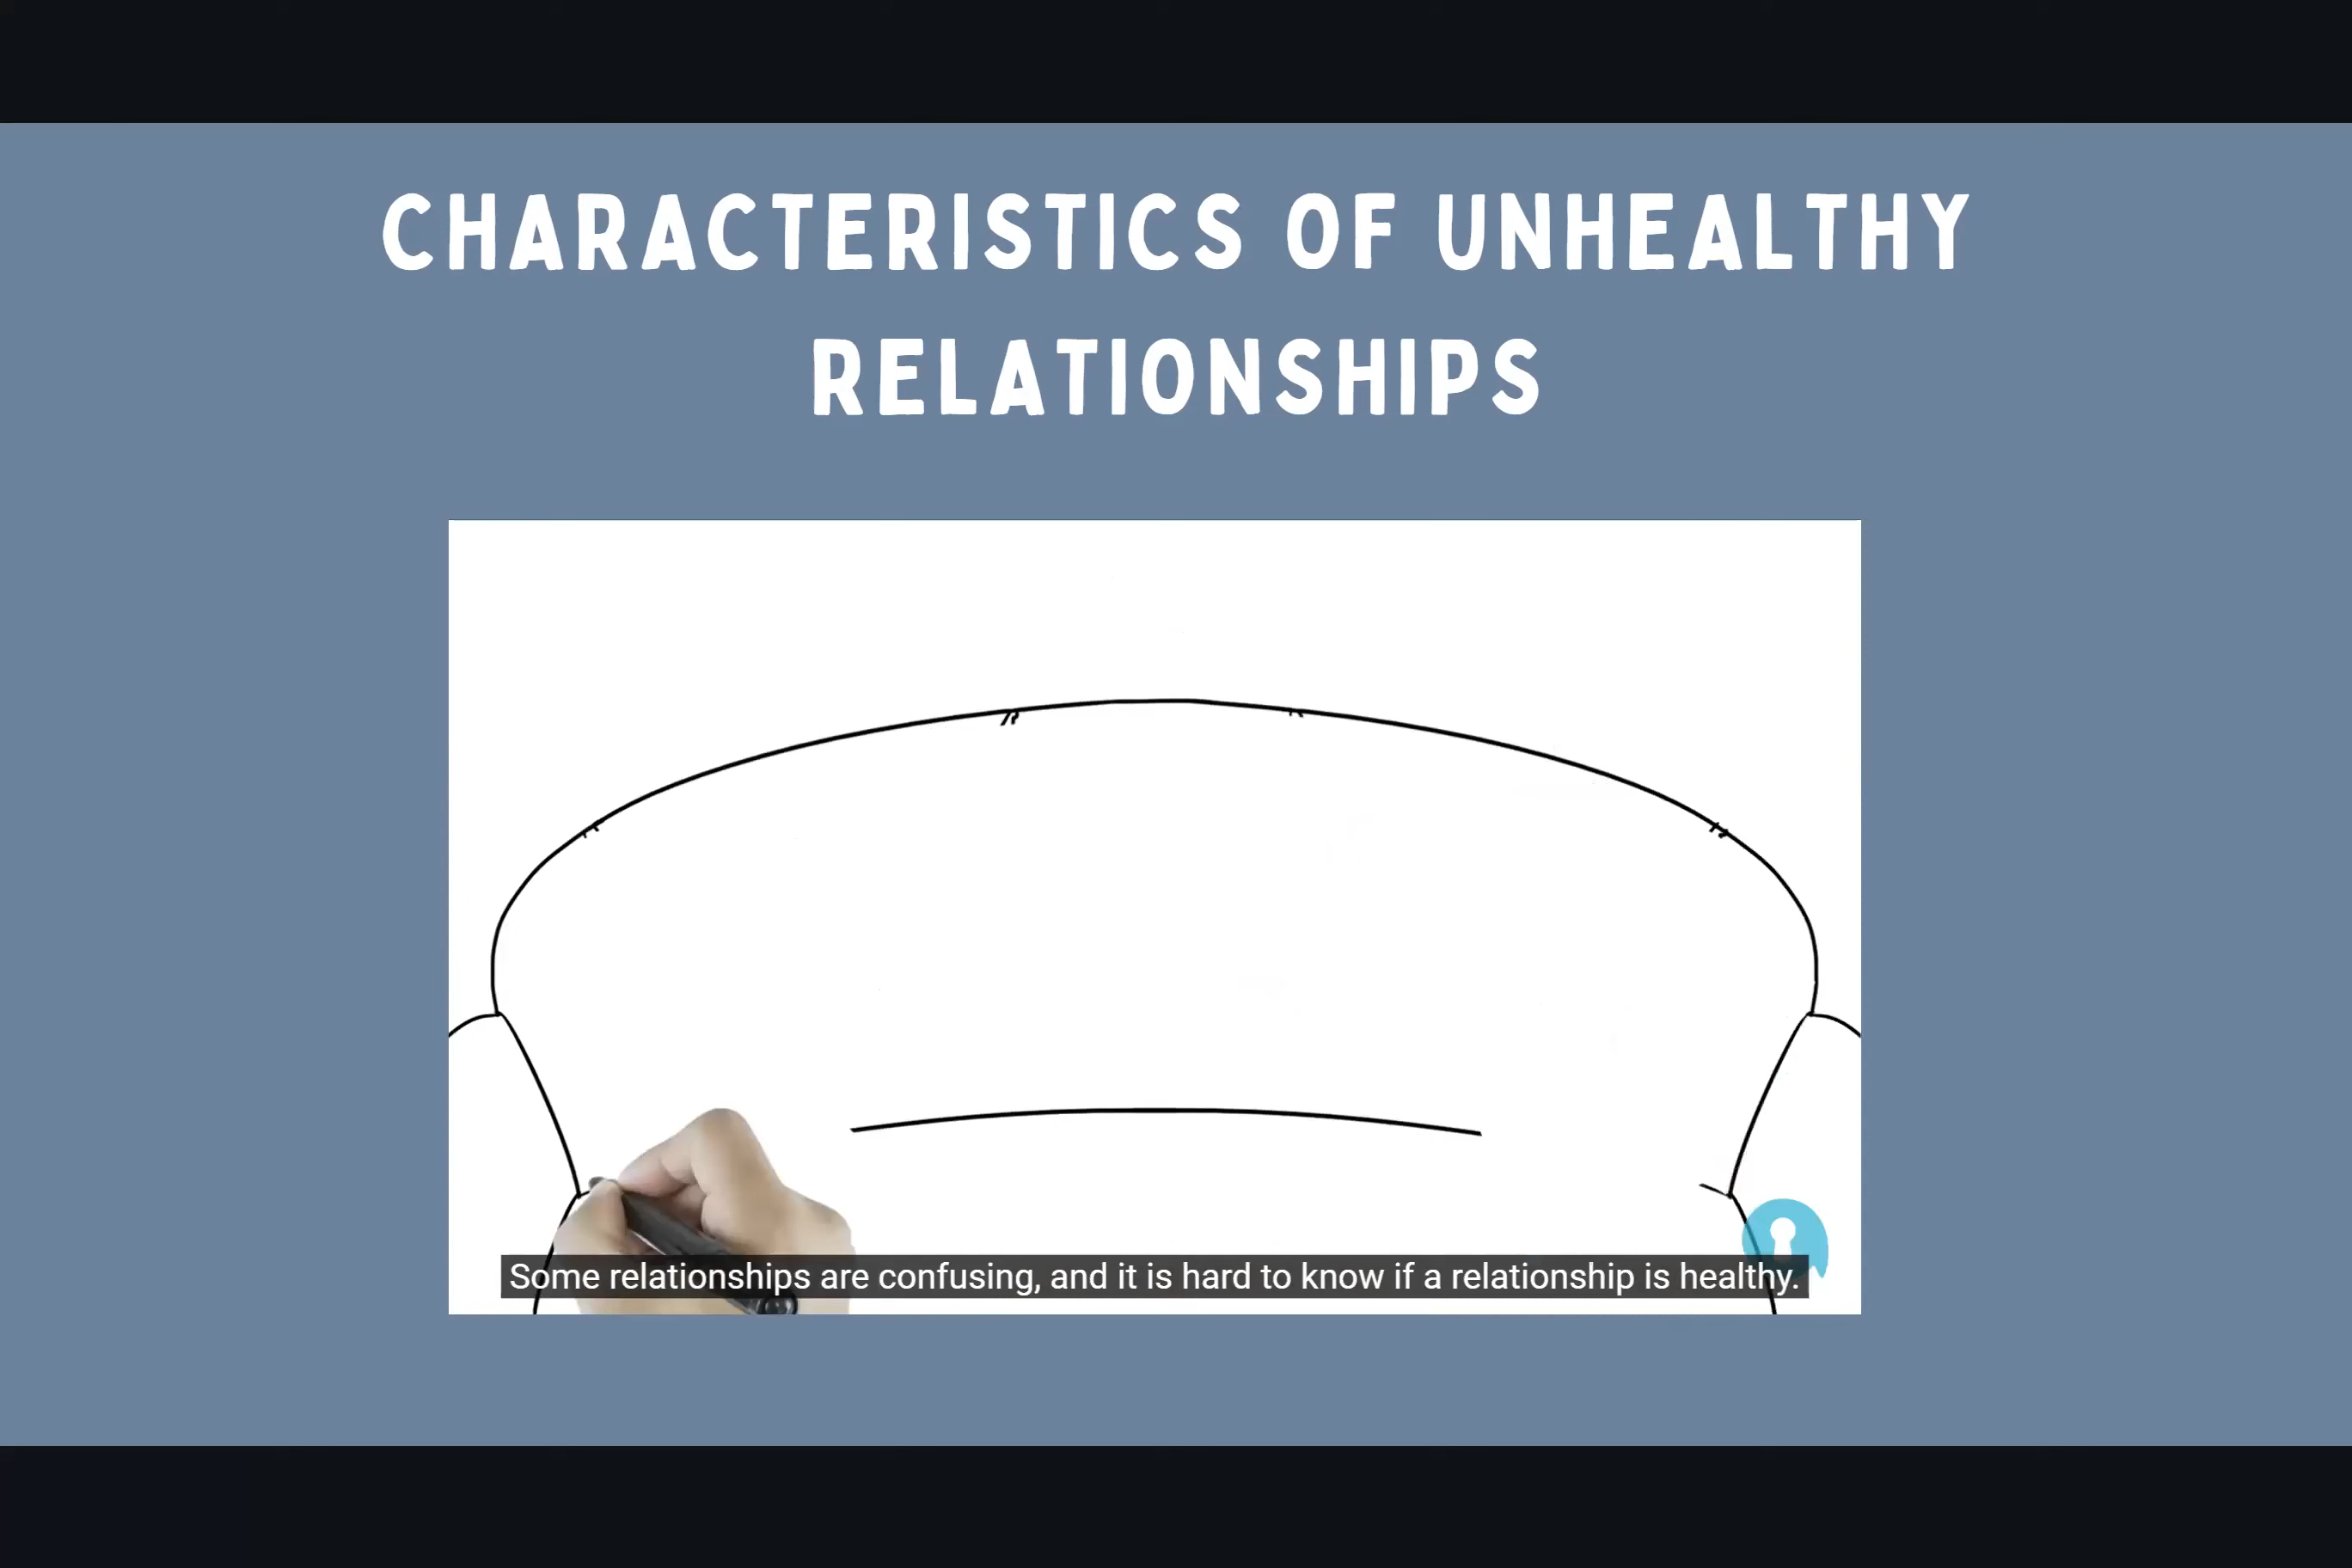 CHARACTERISTICS OF UNHEALTHY
RELATIONSHIPS
Some relationships are confusing, and it is hard to know if a relationship is healthy.